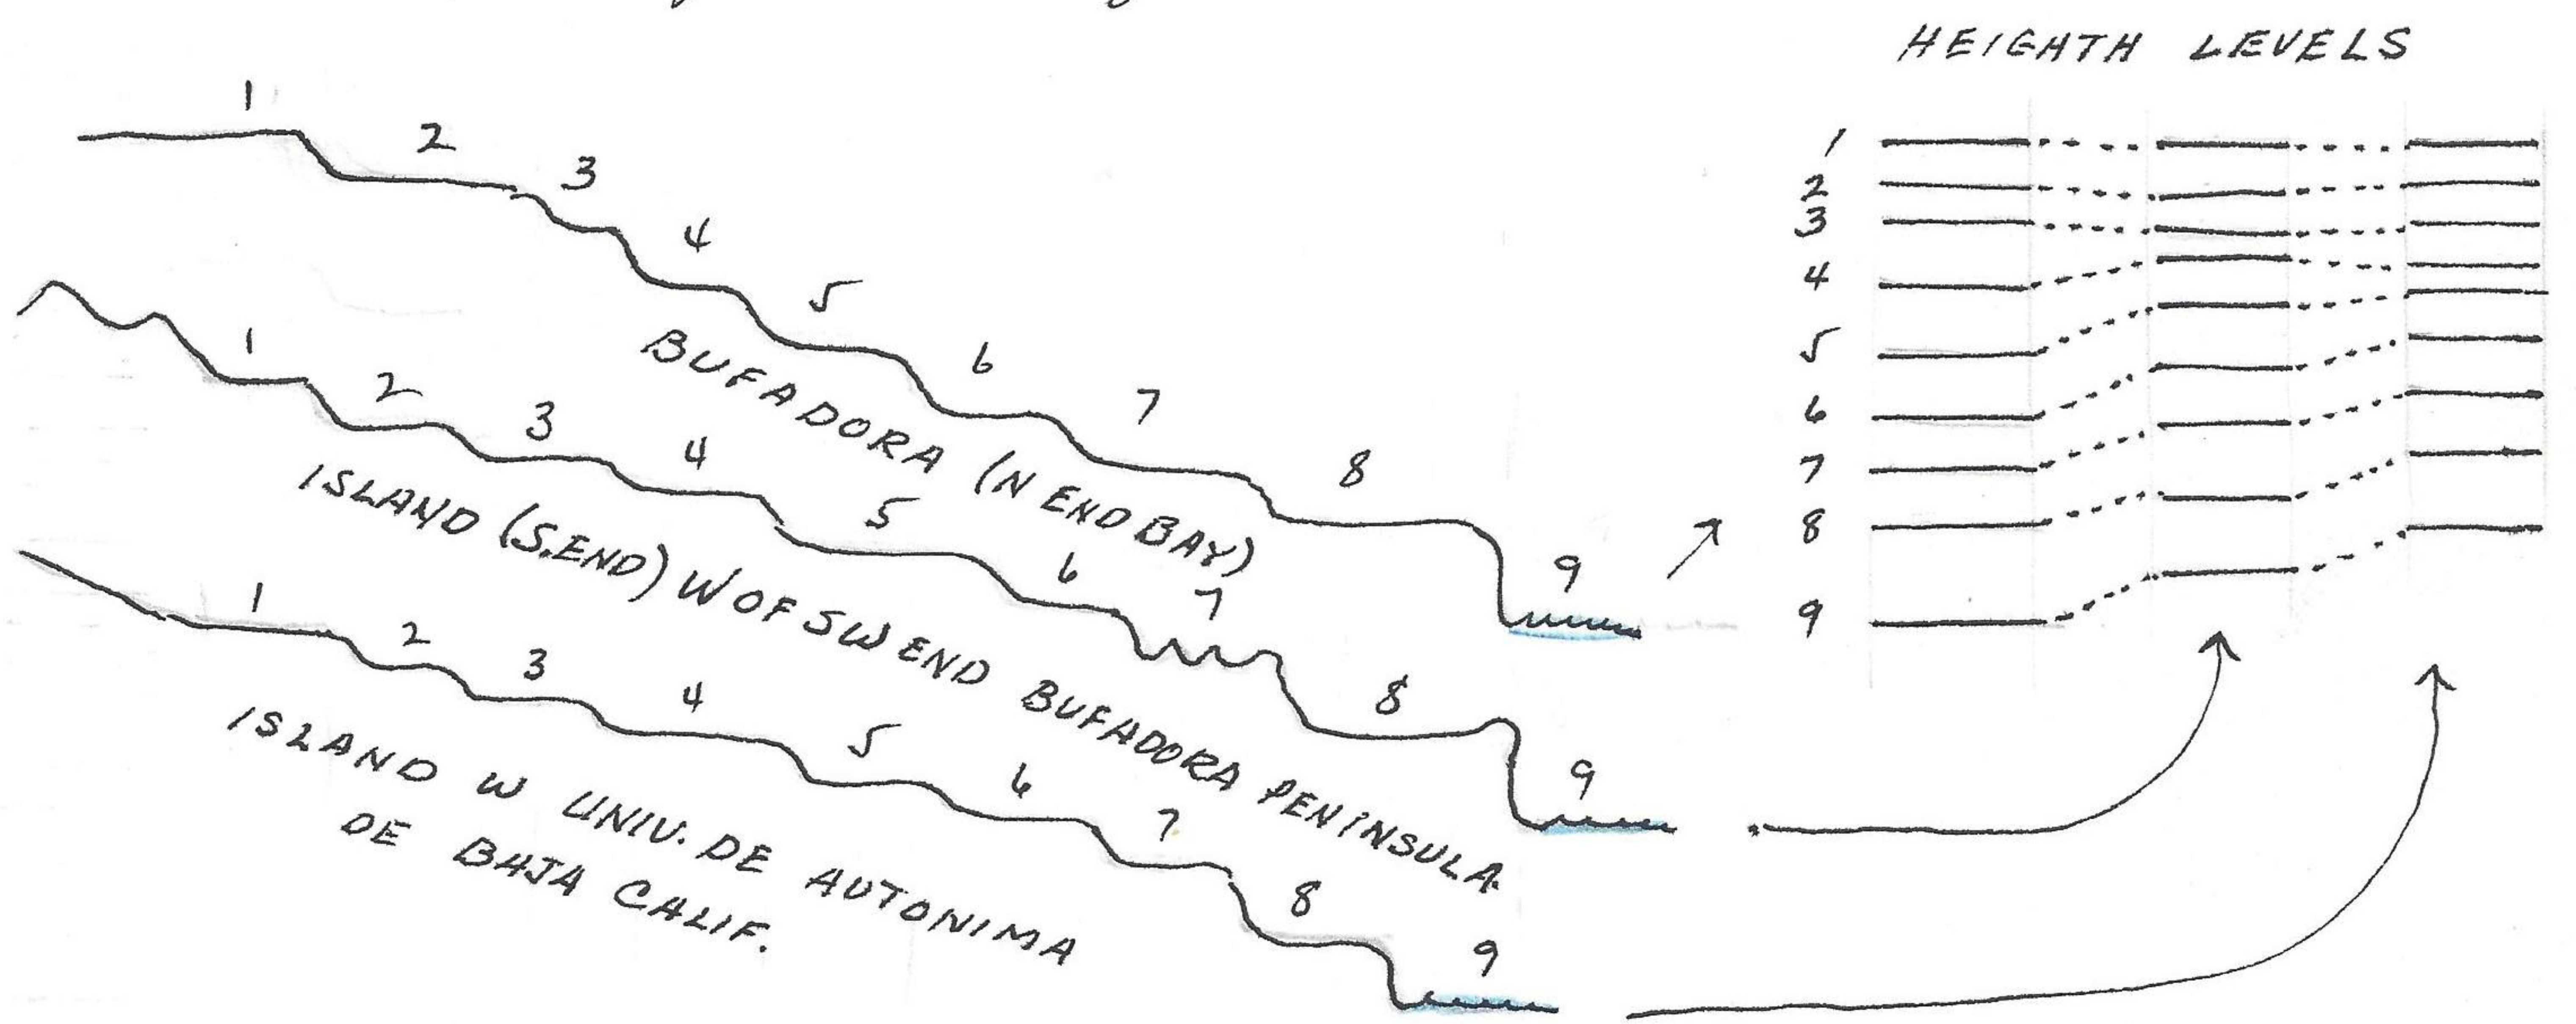 HEIGHTH LEVELS
1 2 3 4 5 6 7 8 9
BUFADORA (N END BAY)
1 2 3 4 5 6 7 8 9
ISLAND (S.END) W OF SW END BUFADORA PENINSULA.
1 2 3 4 5 6 7 8 9
ISLAND W UNIV. DE AUTONIMA
DE BAJA CALIF.
1
2
3
4
5
6
7
8
9